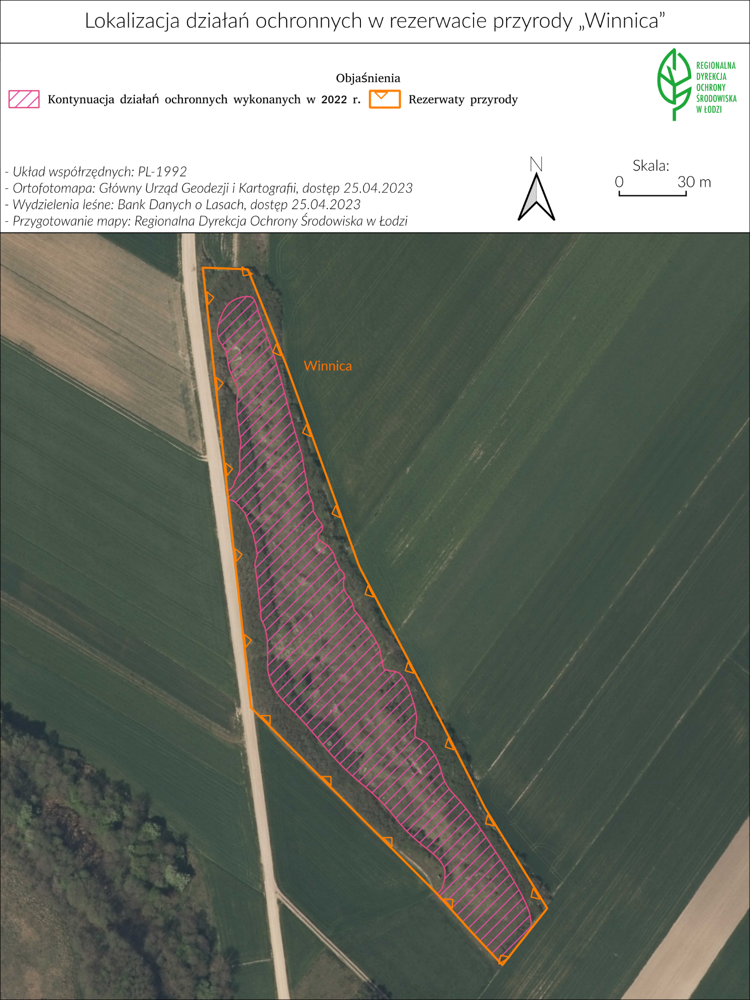 Lokalizacja działań ochronnych w rezerwacie przyrody „Winnica”
REGIONALNA
DYREKCJA
OCHRONY
ŚRODOWISKA
W ŁODZI
Objaśnienia
Kontynuacja działań ochronnych wykonanych w 2022 r.
Rezerwaty przyrody
- Układ współrzędnych: PL-1992
- Ortofotomapa: Główny Urząd Geodezji i Kartografii, dostęp 25.04.2023
- Wydzielenia leśne: Bank Danych o Lasach, dostęp 25.04.2023
- Przygotowanie mapy: Regionalna Dyrekcja Ochrony Środowiska w Łodzi
N
Skala:
0 30 m
Winnica